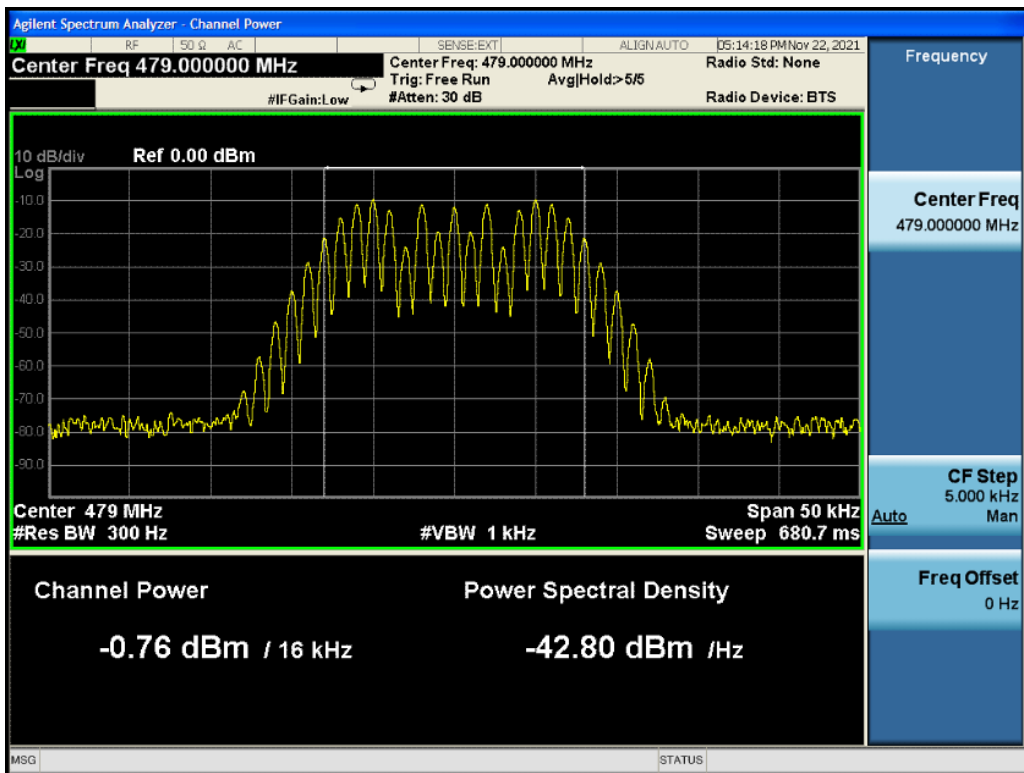 Agilent Spectrum Analyzer - Channel Power
LXI RF 50 Ω AC SENSE:EXT ALIGNAUTO 05:14:18 PMNov 22, 2021
Center Freq 479.000000 MHz
Center Freq: 479.000000 MHz Radio Std: None
Trig: Free Run Avg|Hold:>5/5
#IFGain:Low #Atten: 30 dB Radio Device: BTS
Frequency
10 dB/div Ref 0.00 dBm
Log
-10.0
-20.0
-30.0
-40.0
-50.0
-60.0
-70.0
-80.0
-90.0
Center 479 MHz Span 50 kHz
#Res BW 300 Hz #VBW 1 kHz Sweep 680.7 ms
Center Freq
479.000000 MHz
CF Step
5.000 kHz
Auto Man
Freq Offset
0 Hz
Channel Power Power Spectral Density
-0.76 dBm / 16 kHz -42.80 dBm /Hz
MSG STATUS